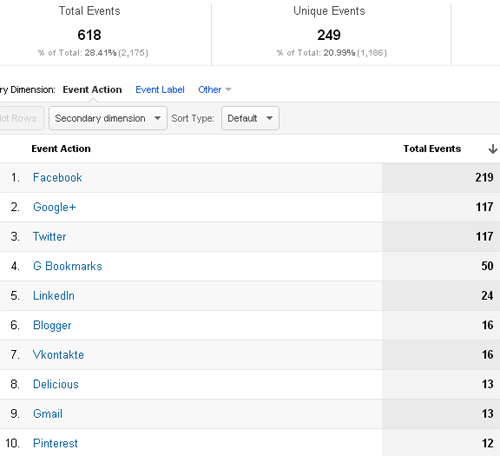 Total Events Unique Events
618 249
% of Total: 28.41% (2,175) % of Total: 20.99% (1,186)
ry Dimension: Event Action Event Label Other
lot Rows Secondary dimension Sort Type: Default
Event Action Total Events
1. Facebook 219
2. Google+ 117
3. Twitter 117
4. G Bookmarks 50
5. LinkedIn 24
6. Blogger 16
7. Vkontakte 16
8. Delicious 13
9. Gmail 13
10. Pinterest 12